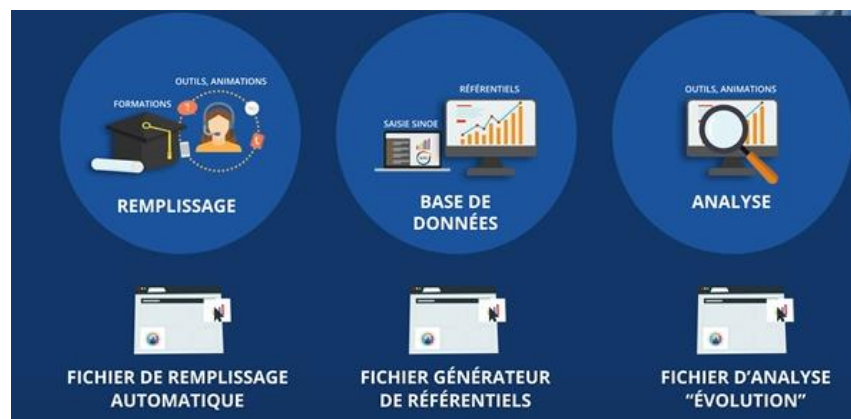 OUTILS, ANIMATIONS
FORMATIONS
REMPLISSAGE
RÉFÉRENTIELS
SAISIE SINOE
BASE DE
DONNÉES
OUTILS, ANIMATIONS
ANALYSE
FICHIER DE REMPLISSAGE
AUTOMATIQUE
FICHIER GÉNÉRATEUR
DE RÉFÉRENTIELS
FICHIER D’ANALYSE
“ÉVOLUTION”